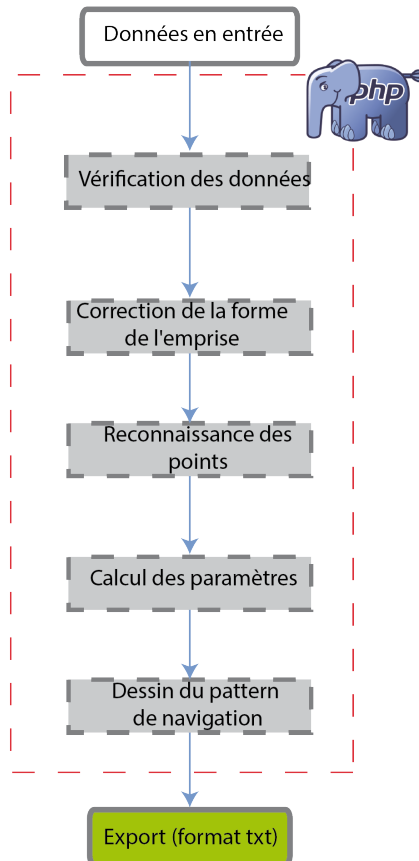 Données en entrée
php
Vérification des données
Correction de la forme
de l'emprise
Reconnaissance des
points
Calcul des paramètres
Dessin du pattern
de navigation
Export (format txt)